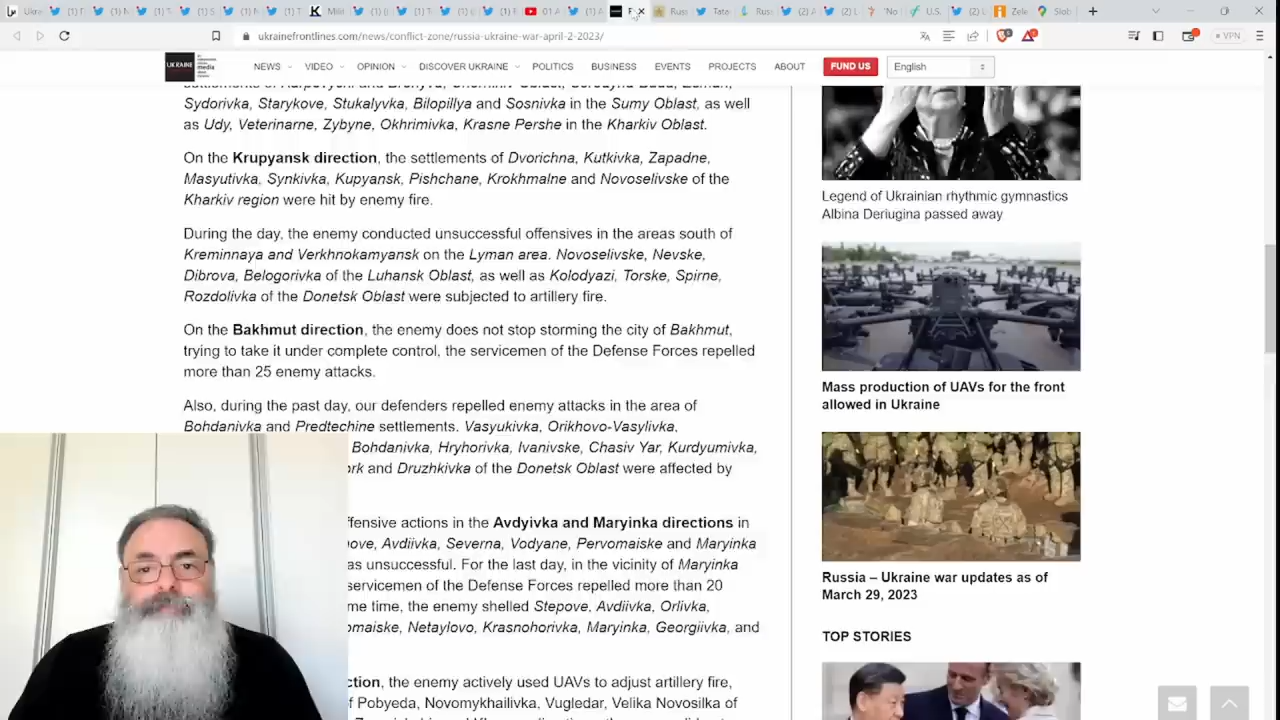 ukrainefrontlines.com/news/conflict-zone/russia-ukraine-war-april-2-2023/
VPN
UKRAINE
media
NEWS VIDEO OPINION DISCOVER UKRAINE POLITICS BUSINESS EVENTS PROJECTS ABOUT FUND US English
Sydorivka, Starykove, Stukalyvka, Bilopillya and Sosnivka in the Sumy Oblast, as well
as Udy, Veterinarne, Zybyne, Okhrimivka, Krasne Pershe in the Kharkiv Oblast.
On the Krupyansk direction, the settlements of Dvorichna, Kutkivka, Zapadne,
Masyutivka, Synkivka, Kupyansk, Pishchane, Krokhmalne and Novoselivske of the
Kharkiv region were hit by enemy fire.
During the day, the enemy conducted unsuccessful offensives in the areas south of
Kreminnaya and Verkhnokamyansk on the Lyman area. Novoselivske, Nevske,
Dibrova, Belogorivka of the Luhansk Oblast, as well as Kolodyazi, Torske, Spirne,
Rozdolivka of the Donetsk Oblast were subjected to artillery fire.
On the Bakhmut direction, the enemy does not stop storming the city of Bakhmut,
trying to take it under complete control, the servicemen of the Defense Forces repelled
more than 25 enemy attacks.
Also, during the past day, our defenders repelled enemy attacks in the area of
Bohdanivka and Predtechine settlements. Vasyukivka, Orikhovo-Vasylivka,
Bohdanivka, Hryhorivka, Ivanivske, Chasiv Yar, Kurdyumivka,
rk and Druzhkivka of the Donetsk Oblast were affected by
ffensive actions in the Avdyivka and Maryinka directions in
ove, Avdiivka, Severna, Vodyane, Pervomaiske and Maryinka
as unsuccessful. For the last day, in the vicinity of Maryinka
servicemen of the Defense Forces repelled more than 20
me time, the enemy shelled Stepove, Avdiivka, Orlivka,
omaiske, Netaylovo, Krasnohorivka, Maryinka, Georgiivka, and
ction, the enemy actively used UAVs to adjust artillery fire,
f Pobyeda, Novomykhailivka, Vugledar, Velika Novosilka of
Legend of Ukrainian rhythmic gymnastics
Albina Deriugina passed away
Mass production of UAVs for the front
allowed in Ukraine
Russia – Ukraine war updates as of
March 29, 2023
TOP STORIES